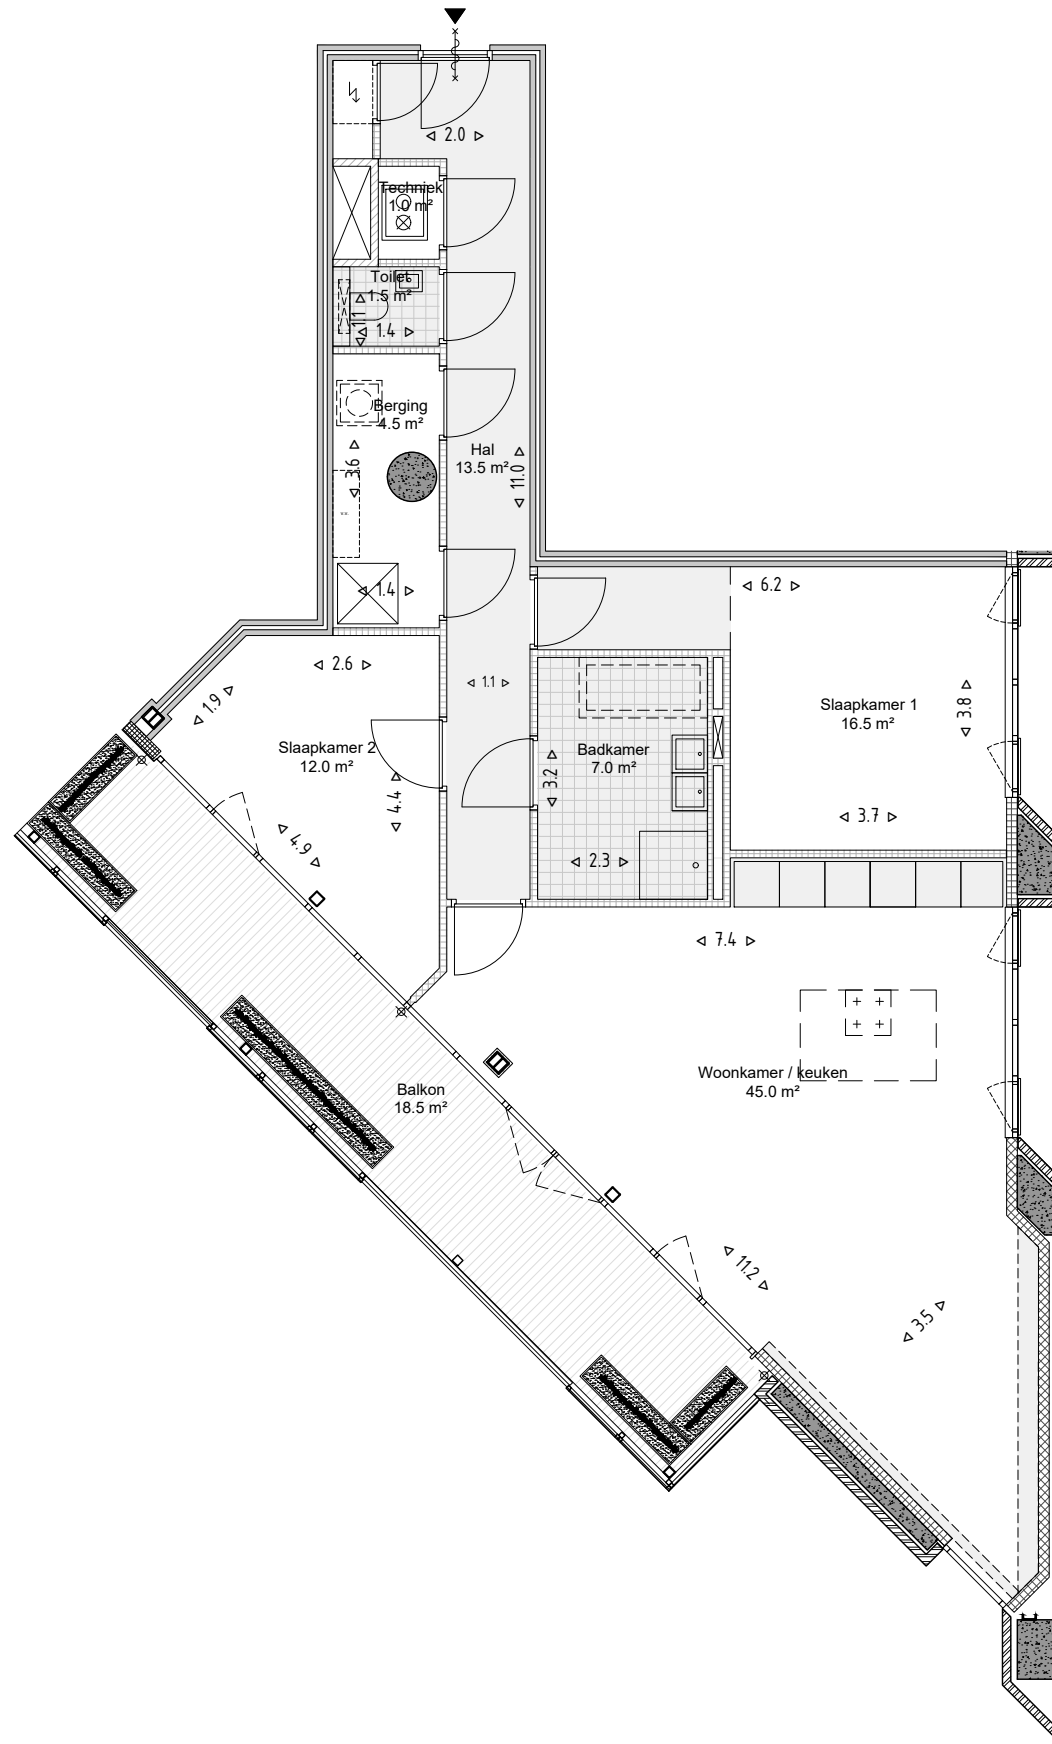 2.0
Techniek
1.0 m²
Toilet
1.5 m²
1.1
1.4
Berging
4.5 m²
3.6
Hal
13.5 m²
11.0
1.4
6.2
2.6
1.1
1.9
Slaapkamer 1
16.5 m²
3.8
Slaapkamer 2
12.0 m²
Badkamer
7.0 m²
3.2
4.4
3.7
4.9
2.3
7.4
Woonkamer / keuken
45.0 m²
Balkon
18.5 m²
11.2
3.5